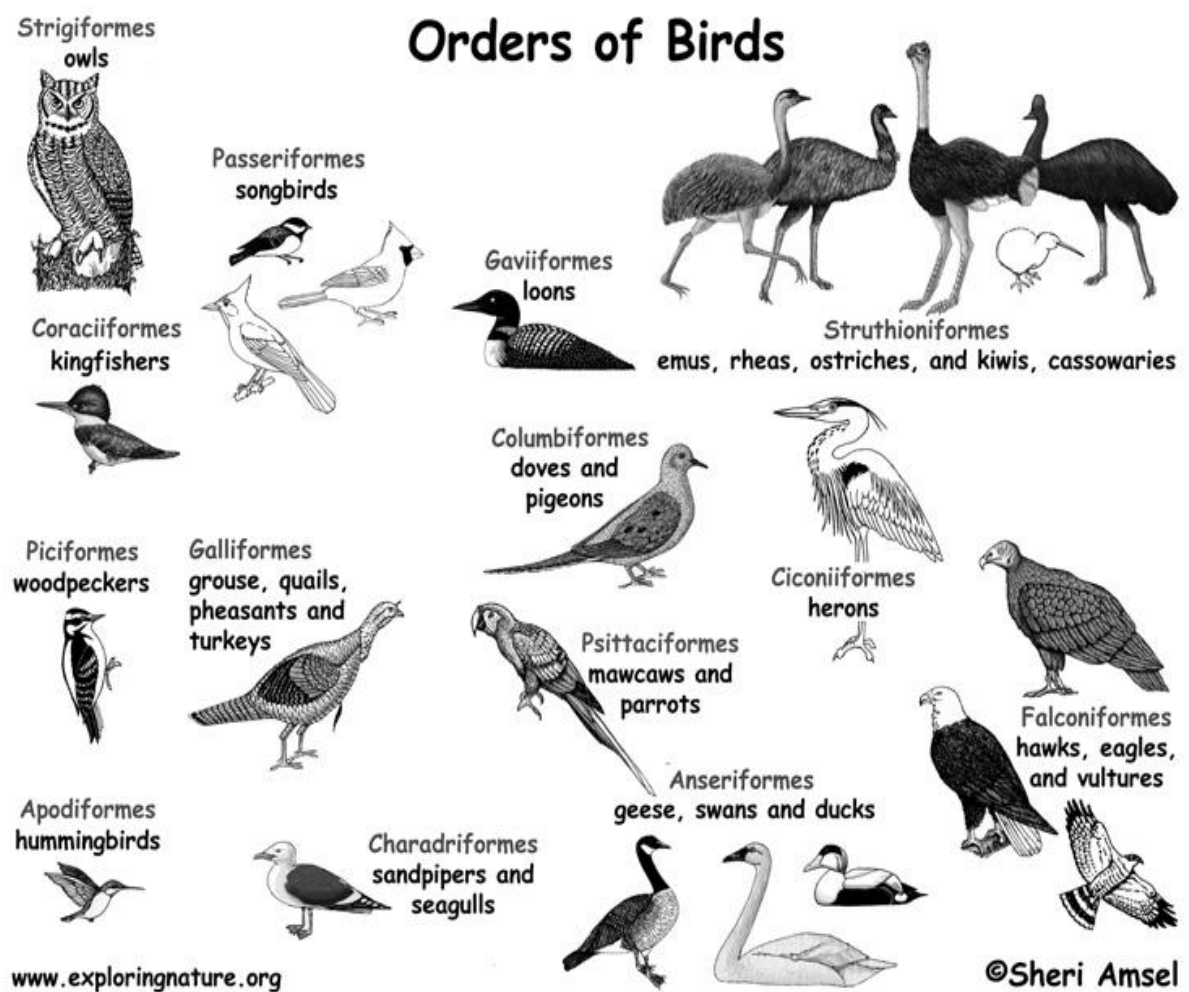 Orders of Birds
Strigiformes
owls
Passeriformes
songbirds
Gaviiformes
loons
Struthioniformes
emus, rheas, ostriches, and kiwis, cassowaries
Coraciiformes
kingfishers
Columbiformes
doves and
pigeons
Piciformes
woodpeckers
Galliformes
grouse, quails,
pheasants and
turkeys
Ciconiiformes
herons
Psittaciformes
mawcaws and
parrots
Falconiformes
hawks, eagles,
and vultures
Anseriformes
geese, swans and ducks
Apodiformes
hummingbirds
Charadriformes
sandpipers and
seagulls
www.exploringnature.org
©Sheri Amsel